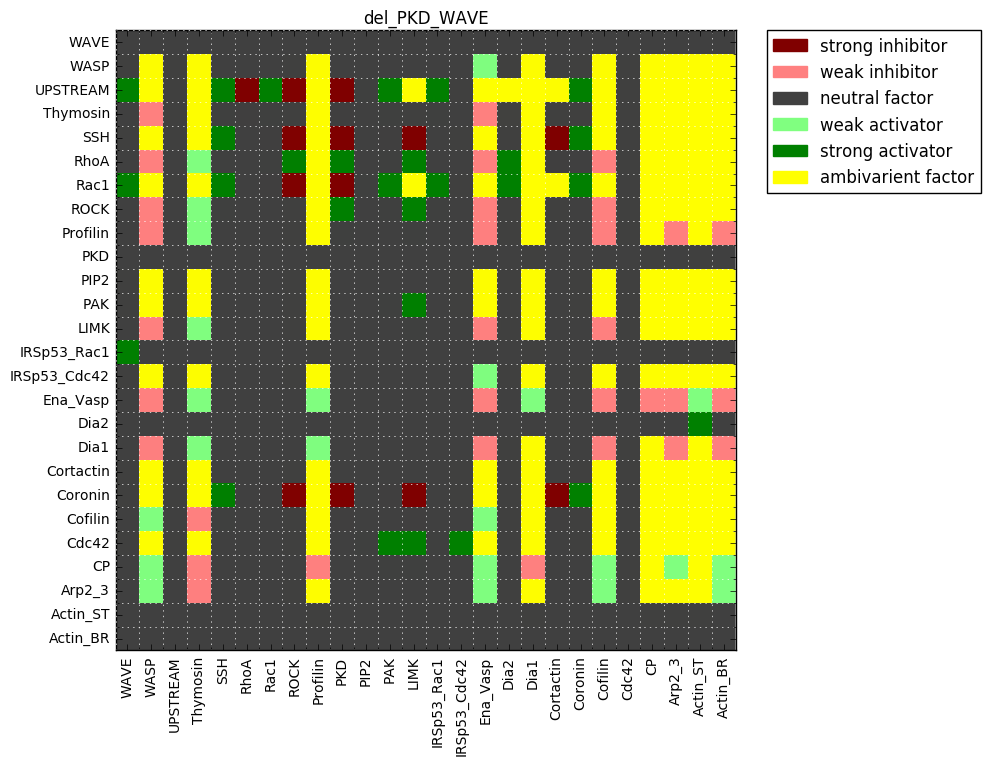 del_PKD_WAVE
WAVE
WASP
UPSTREAM
Thymosin
SSH
RhoA
Rac1
ROCK
Profilin
PKD
PIP2
PAK
LIMK
IRSp53_Rac1
IRSp53_Cdc42
Ena_Vasp
Dia2
Dia1
Cortactin
Coronin
Cofilin
Cdc42
CP
Arp2_3
Actin_ST
Actin_BR
WAVE
WASP
UPSTREAM
Thymosin
SSH
RhoA
Rac1
ROCK
Profilin
PKD
PIP2
PAK
LIMK
IRSp53_Rac1
IRSp53_Cdc42
Ena_Vasp
Dia2
Dia1
Cortactin
Coronin
Cofilin
Cdc42
CP
Arp2_3
Actin_ST
Actin_BR
strong inhibitor
weak inhibitor
neutral factor
weak activator
strong activator
ambivarient factor